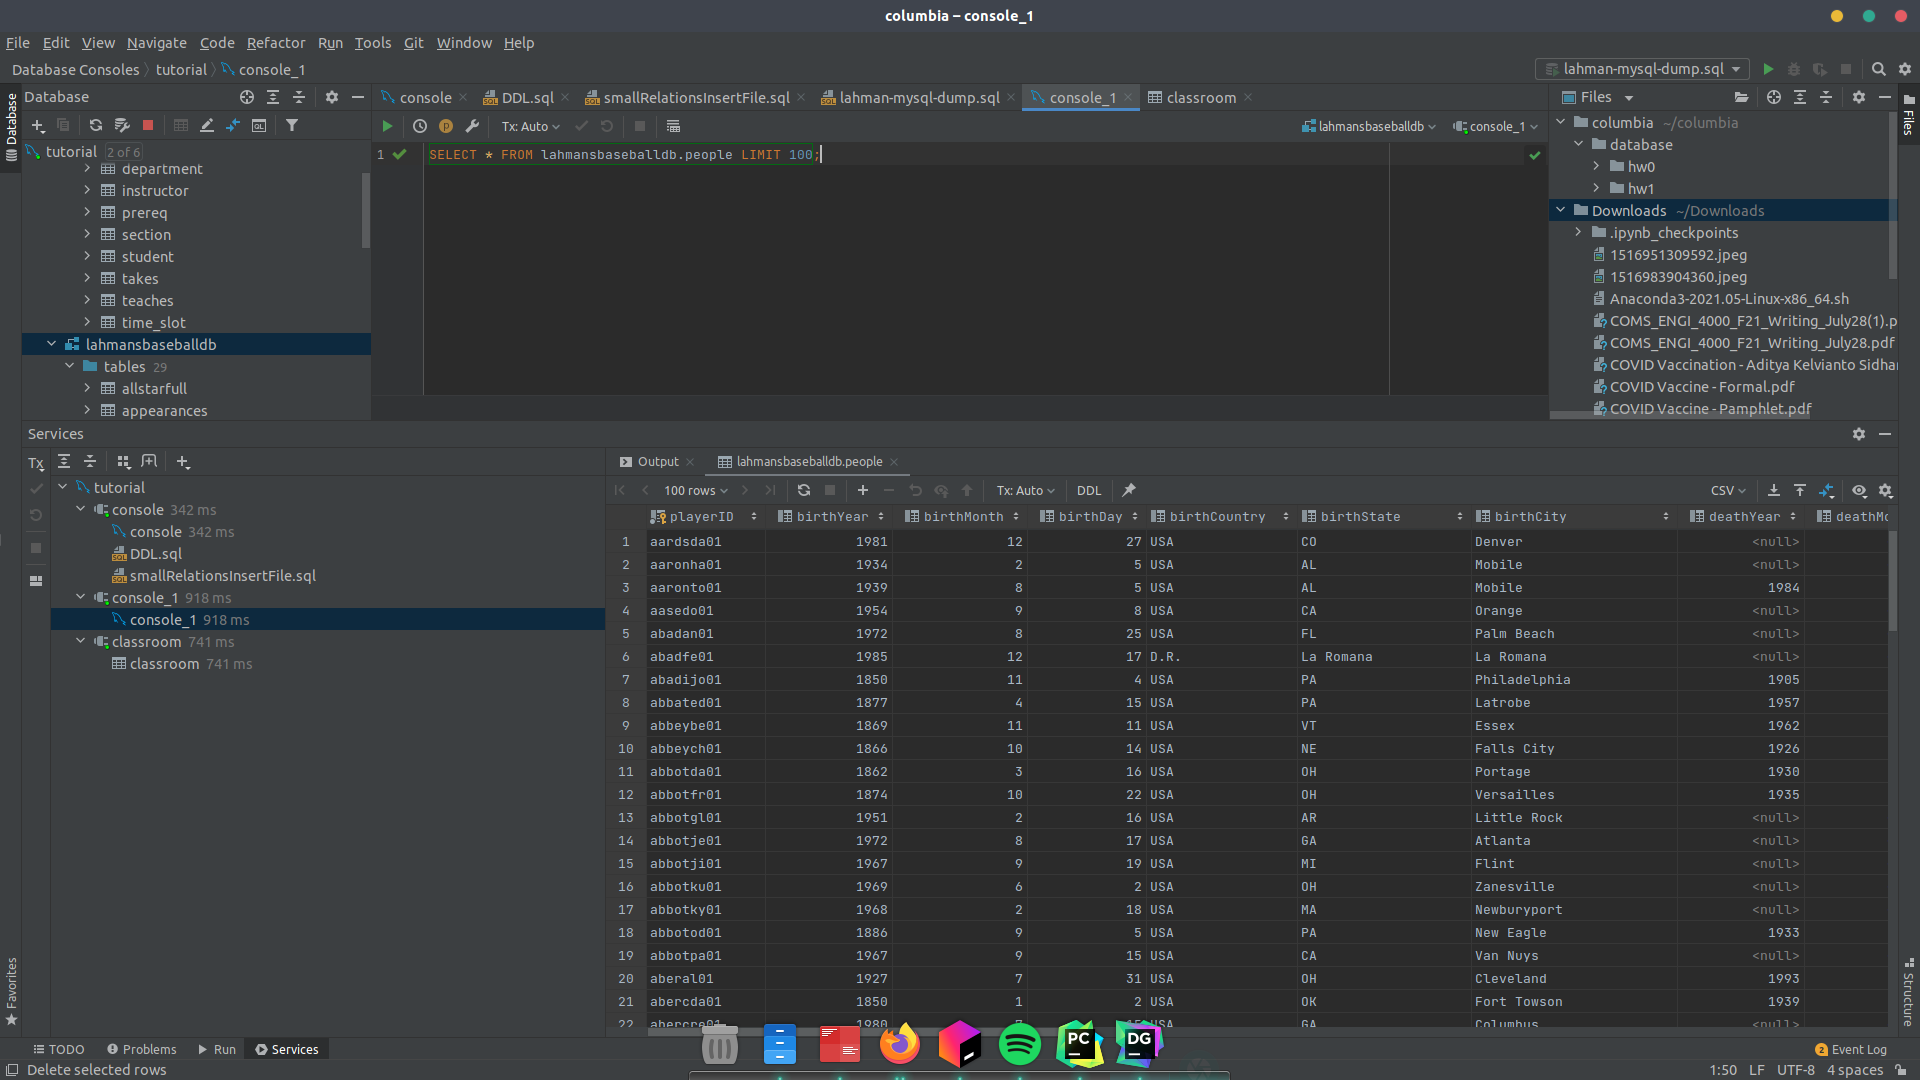 columbia – console_1
File Edit View Navigate Code Refactor Run Tools Git Window Help
Database Consoles tutorial console_1 lahman-mysql-dump.sql
Database
Database
console DDL.sql smallRelationsInsertFile.sql lahman-mysql-dump.sql console_1 classroom
Files
Files
Tx: Auto lahmansbaseballdb console_1
tutorial 2 of 6
department
instructor
prereq
section
student
takes
teaches
time_slot
lahmansbaseballdb
tables 29
allstarfull
appearances
1 SELECT * FROM lahmansbaseballdb.people LIMIT 100;
columbia ~/columbia
database
hw0
hw1
Downloads ~/Downloads
.ipynb_checkpoints
1516951309592.jpeg
1516983904360.jpeg
Anaconda3-2021.05-Linux-x86_64.sh
COMS_ENGI_4000_F21_Writing_July28(1).p
COMS_ENGI_4000_F21_Writing_July28.pdf
COVID Vaccination - Aditya Kelvianto Sidhar
COVID Vaccine - Formal.pdf
COVID Vaccine - Pamphlet.pdf
Services
Tx
tutorial
console 342 ms
console 342 ms
DDL.sql
smallRelationsInsertFile.sql
console_1 918 ms
console_1 918 ms
classroom 741 ms
classroom 741 ms
Output lahmansbaseballdb.people
100 rows Tx: Auto DDL CSV
playerID birthYear birthMonth birthDay birthCountry birthState birthCity deathYear deathMo
1 aardsda01 1981 12 27 USA CO Denver <null>
2 aaronha01 1934 2 5 USA AL Mobile <null>
3 aaronto01 1939 8 5 USA AL Mobile 1984
4 aasedo01 1954 9 8 USA CA Orange <null>
5 abadan01 1972 8 25 USA FL Palm Beach <null>
6 abadfe01 1985 12 17 D.R. La Romana La Romana <null>
7 abadijo01 1850 11 4 USA PA Philadelphia 1905
8 abbated01 1877 4 15 USA PA Latrobe 1957
9 abbeybe01 1869 11 11 USA VT Essex 1962
10 abbeych01 1866 10 14 USA NE Falls City 1926
11 abbotda01 1862 3 16 USA OH Portage 1930
12 abbotfr01 1874 10 22 USA OH Versailles 1935
13 abbotgl01 1951 2 16 USA AR Little Rock <null>
14 abbotje01 1972 8 17 USA GA Atlanta <null>
15 abbotji01 1967 9 19 USA MI Flint <null>
16 abbotku01 1969 6 2 USA OH Zanesville <null>
17 abbotky01 1968 2 18 USA MA Newburyport <null>
18 abbotod01 1886 9 5 USA PA New Eagle 1933
19 abbotpa01 1967 9 15 USA CA Van Nuys <null>
20 aberal01 1927 7 31 USA OH Cleveland 1993
21 abercda01 1850 1 2 USA OK Fort Towson 1939
22 abercre01 1980 USA GA Columbus <null>
Favorites
Structure
PC DG
TODO Problems Run Services 2 Event Log
Delete selected rows 1:50 LF UTF-8 4 spaces